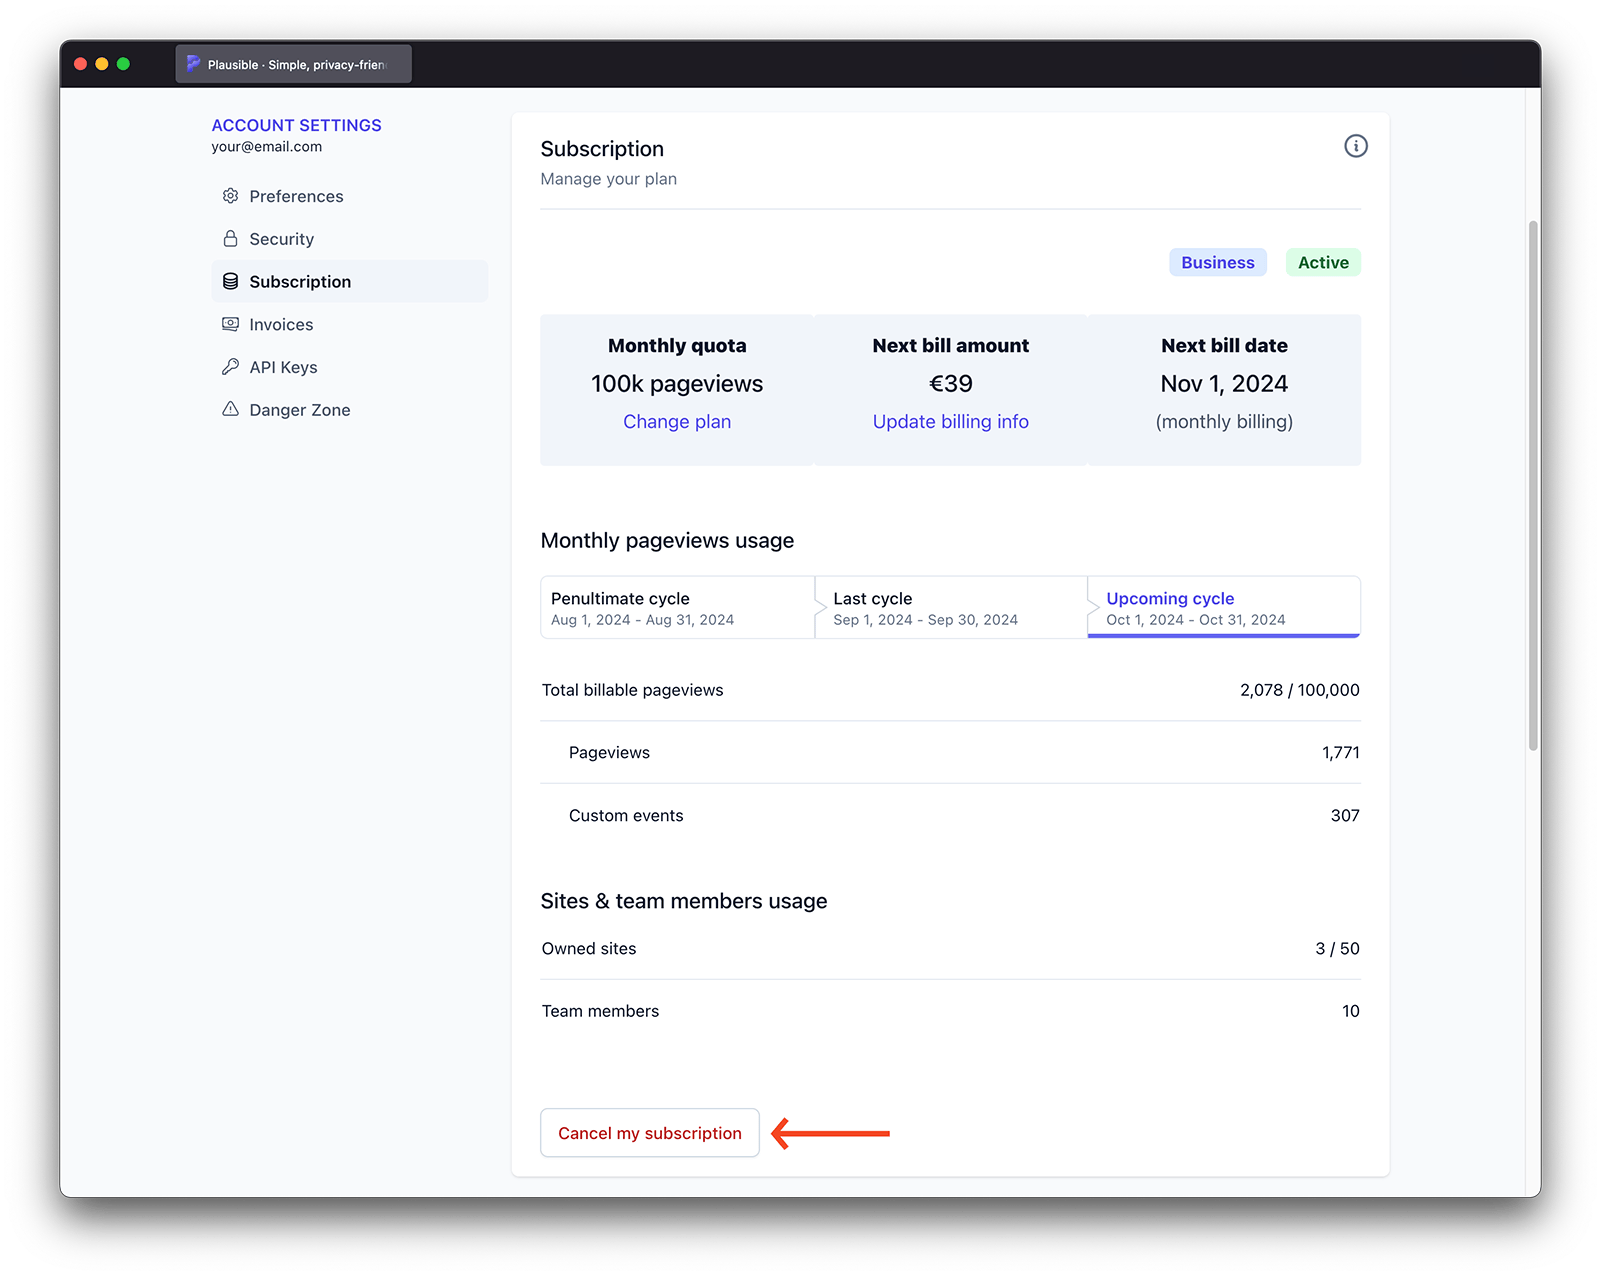 Plausible · Simple, privacy-frien
ACCOUNT SETTINGS
your@email.com
Preferences
Security
Subscription
Invoices
API Keys
Danger Zone
Subscription
Manage your plan
Business
Active
Monthly quota
100k pageviews
Change plan
Next bill amount
€39
Update billing info
Next bill date
Nov 1, 2024
(monthly billing)
Monthly pageviews usage
Penultimate cycle
Aug 1, 2024 - Aug 31, 2024
Last cycle
Sep 1, 2024 - Sep 30, 2024
Upcoming cycle
Oct 1, 2024 - Oct 31, 2024
Total billable pageviews 2,078 / 100,000
Pageviews 1,771
Custom events 307
Sites & team members usage
Owned sites 3 / 50
Team members 10
Cancel my subscription